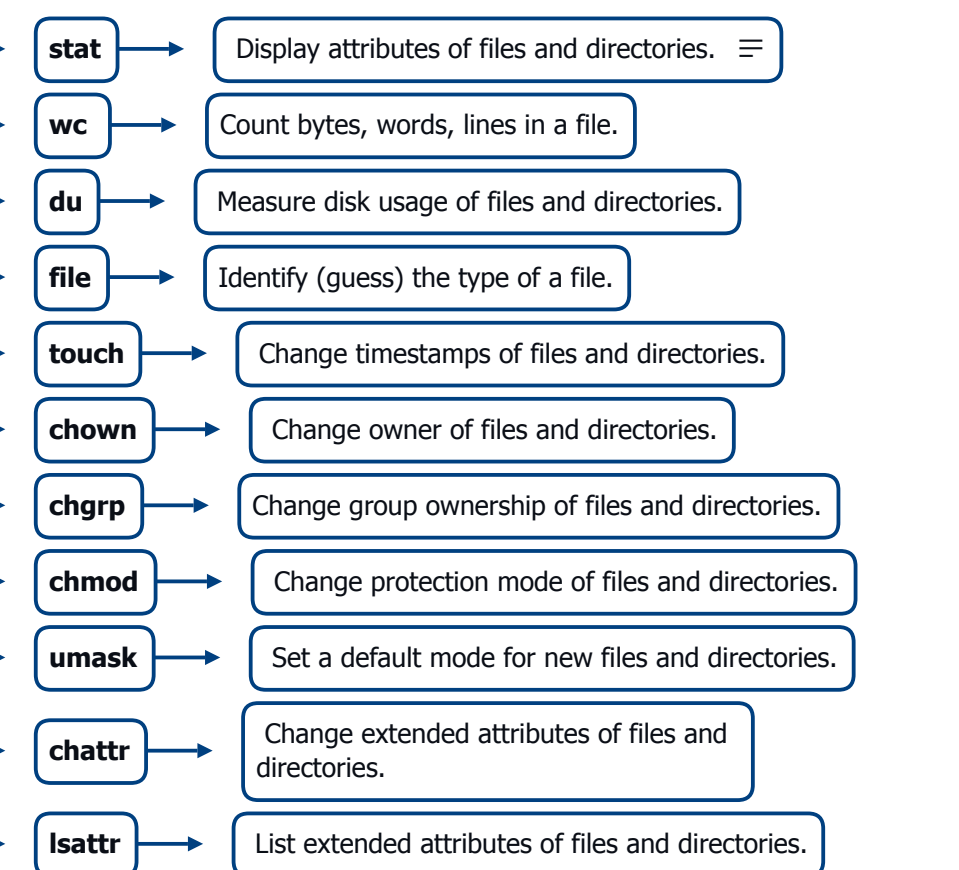 stat Display attributes of files and directories.
wc Count bytes, words, lines in a file.
du Measure disk usage of files and directories.
file Identify (guess) the type of a file.
touch Change timestamps of files and directories.
chown Change owner of files and directories.
chgrp Change group ownership of files and directories.
chmod Change protection mode of files and directories.
umask Set a default mode for new files and directories.
chattr Change extended attributes of files and
directories.
lsattr List extended attributes of files and directories.